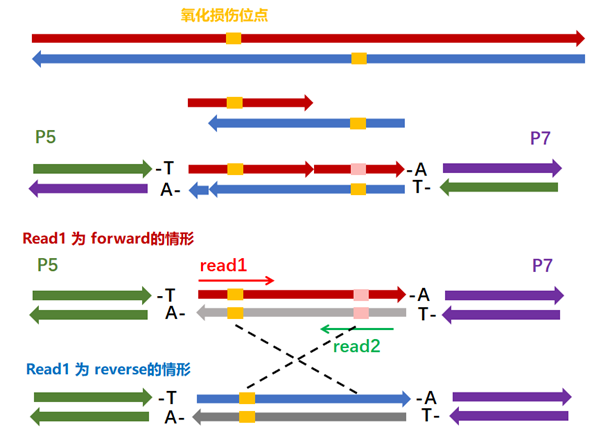 氧化损伤位点
P5
P7
-T
-A
A-
T-
Read1 为 forward的情形
P5
read1
P7
-T
-A
A-
T-
read2
Read1 为 reverse的情形
-T
-A
A-
T-